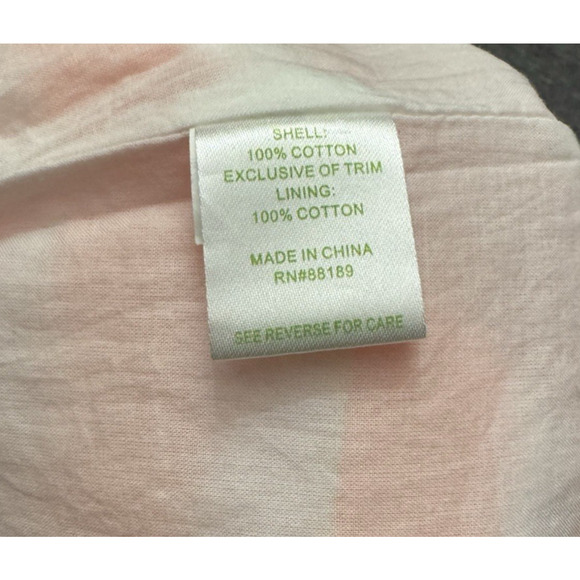 SHELL:
100% COTTON
EXCLUSIVE OF TRIM
LINING:
100% COTTON
MADE IN CHINA
RN#88189
SEE REVERSE FOR CARE